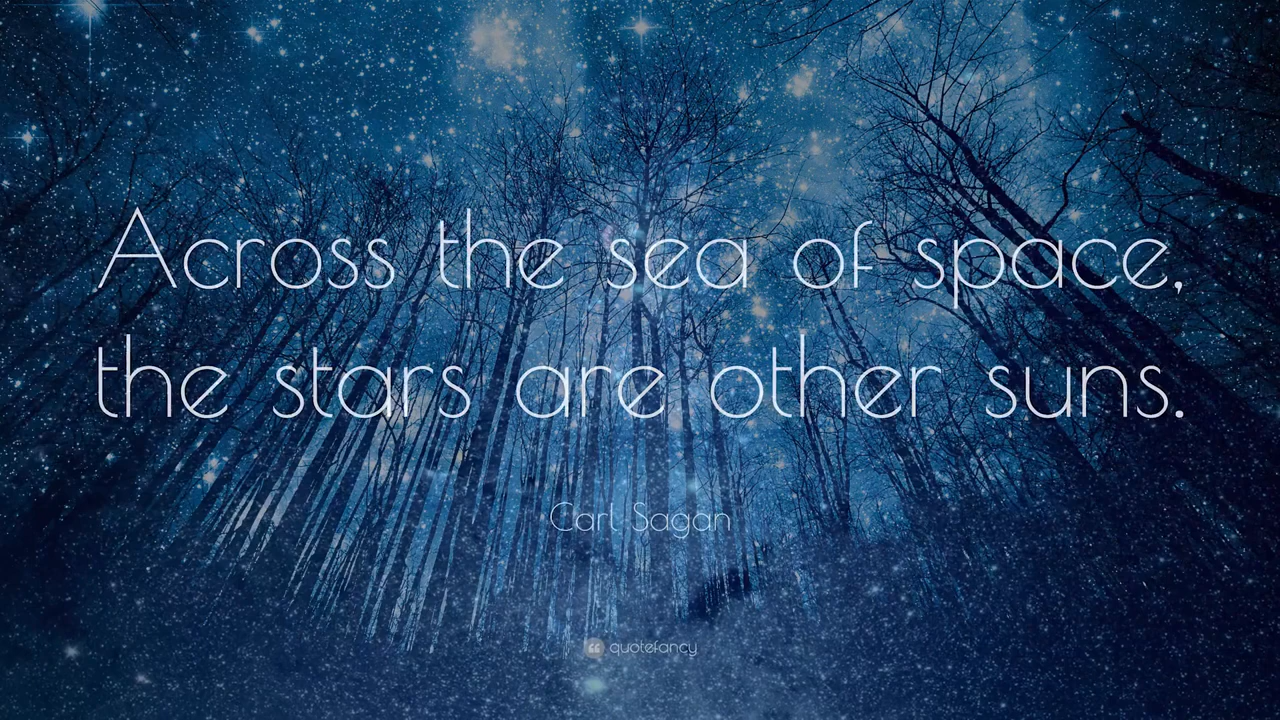 Across the sea of space,
the stars are other suns.
Carl Sagan
quotefancy